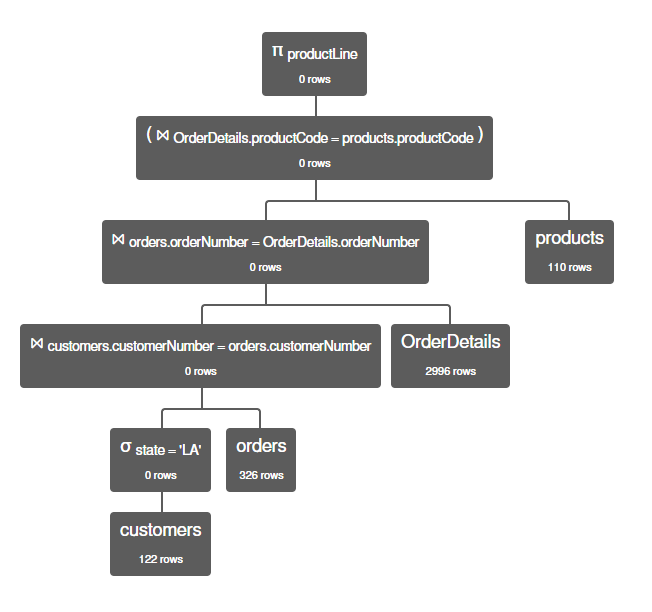 π productLine
0 rows
( ⋈ OrderDetails.productCode = products.productCode )
0 rows
⋈ orders.orderNumber = OrderDetails.orderNumber
0 rows
products
110 rows
⋈ customers.customerNumber = orders.customerNumber
0 rows
OrderDetails
2996 rows
σ state = 'LA'
0 rows
orders
326 rows
customers
122 rows